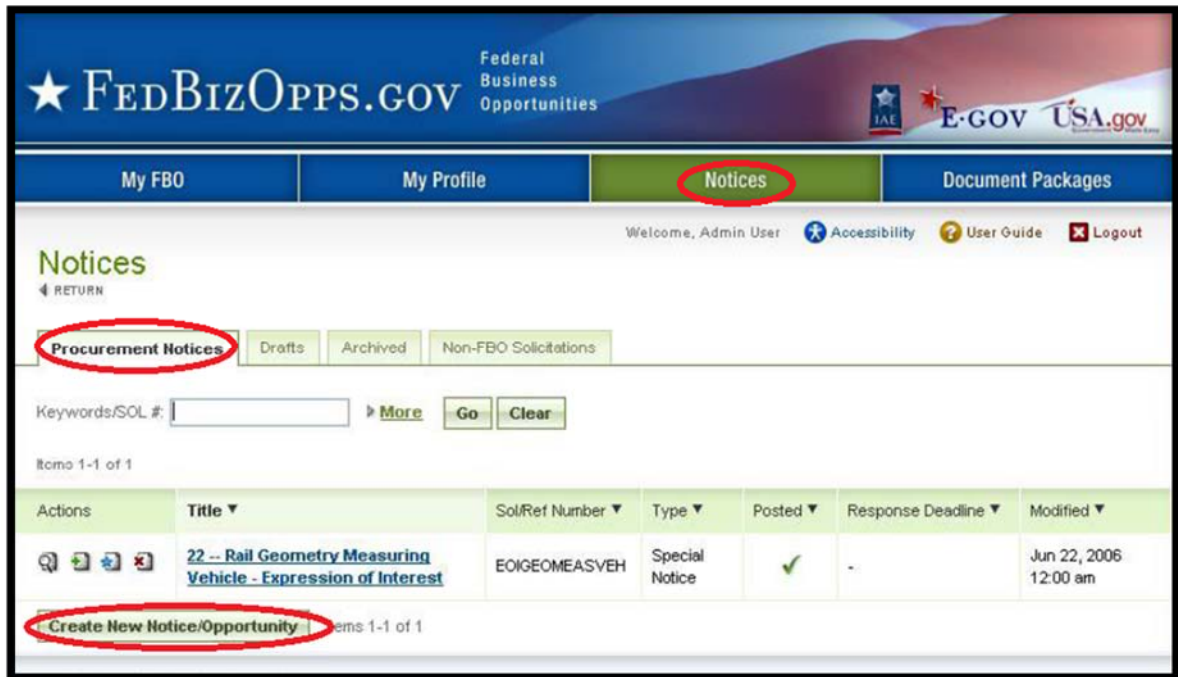 ★ FEDBIZOPPS.GOV
Federal
Business
Opportunities
IAE
E-GOV
USA.gov
My FBO
My Profile
Notices
Document Packages
Welcome, Admin User
Accessibility
User Guide
Logout
Notices
RETURN
Procurement Notices
Drafts
Archived
Non-FBO Solicitations
Keywords/SOL #:
More
Go
Clear
Items 1-1 of 1
Actions
Title ▼
Sol/Ref Number ▼
Type ▼
Posted ▼
Response Deadline ▼
Modified ▼
22 -- Rail Geometry Measuring
Vehicle - Expression of Interest
EOIGEOMEASVEH
Special
Notice
-
Jun 22, 2006
12:00 am
Create New Notice/Opportunity
ems 1-1 of 1